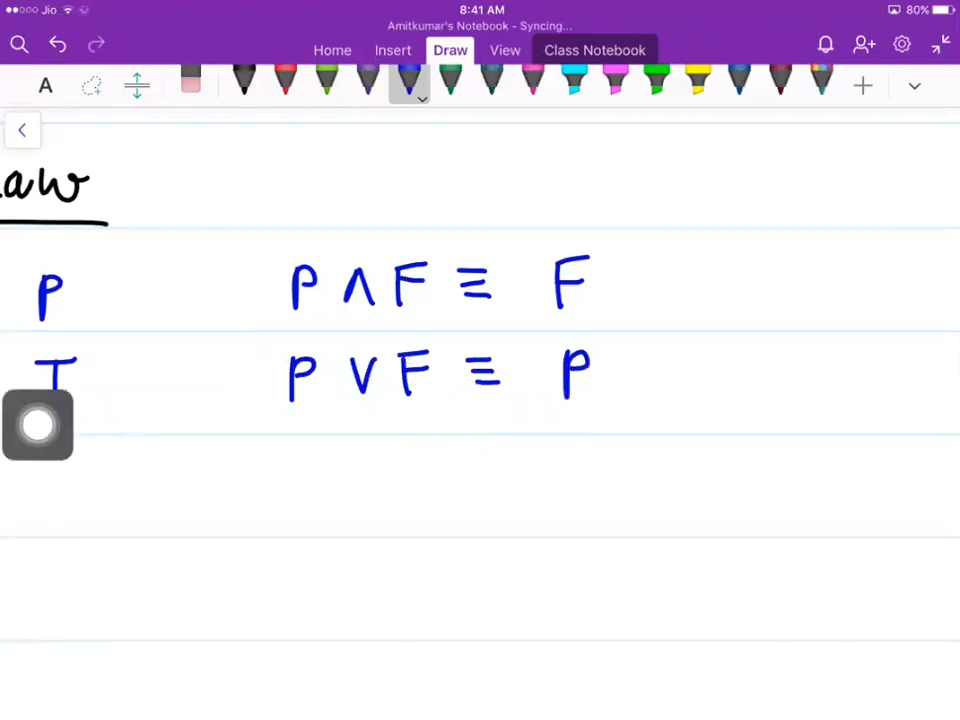 Jio 8:41 AM 80%
Amitkumar's Notebook - Syncing...
Home Insert Draw View Class Notebook
A
aw
P P ∧ F ≡ F
T P ∨ F ≡ P